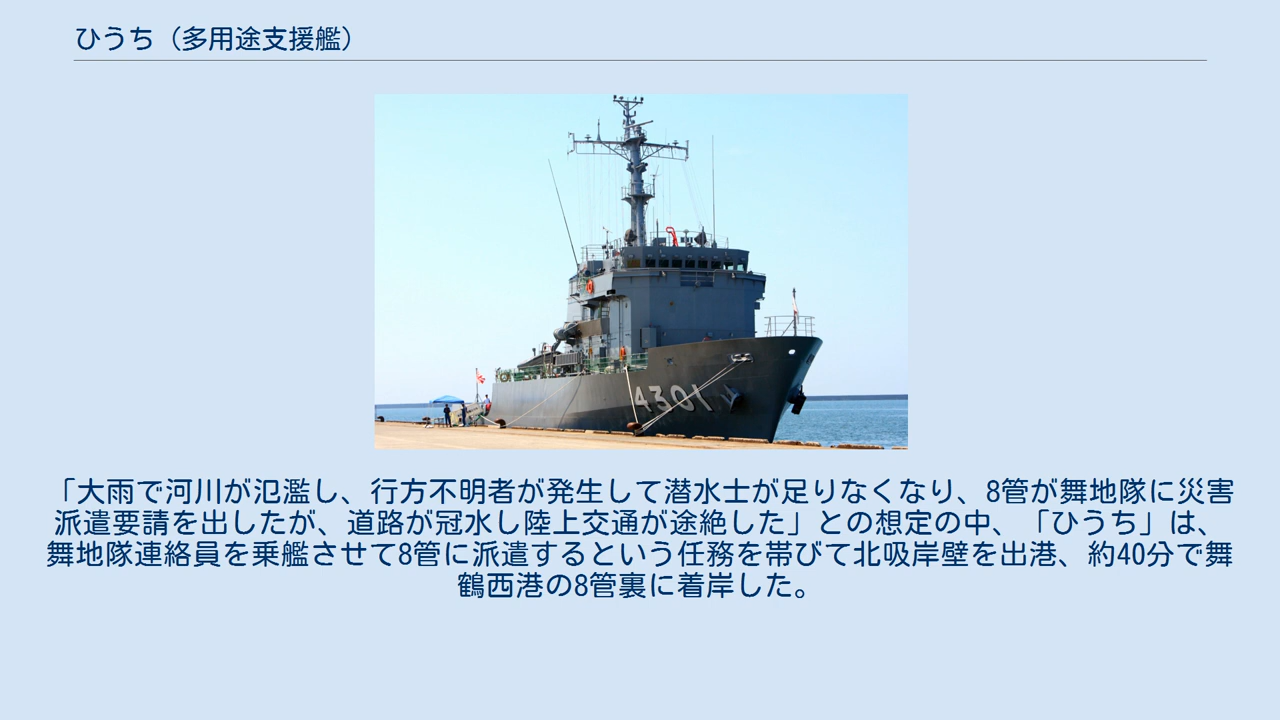 ひうち（多用途支援艦）
4301
「大雨で河川が氾濫し、行方不明者が発生して潜水士が足りなくなり、8管が舞地隊に災害
派遣要請を出したが、道路が冠水し陸上交通が途絶した」との想定の中、「ひうち」は、
舞地隊連絡員を乗艦させて8管に派遣するという任務を帯びて北吸岸壁を出港、約40分で舞
鶴西港の8管裏に着岸した。